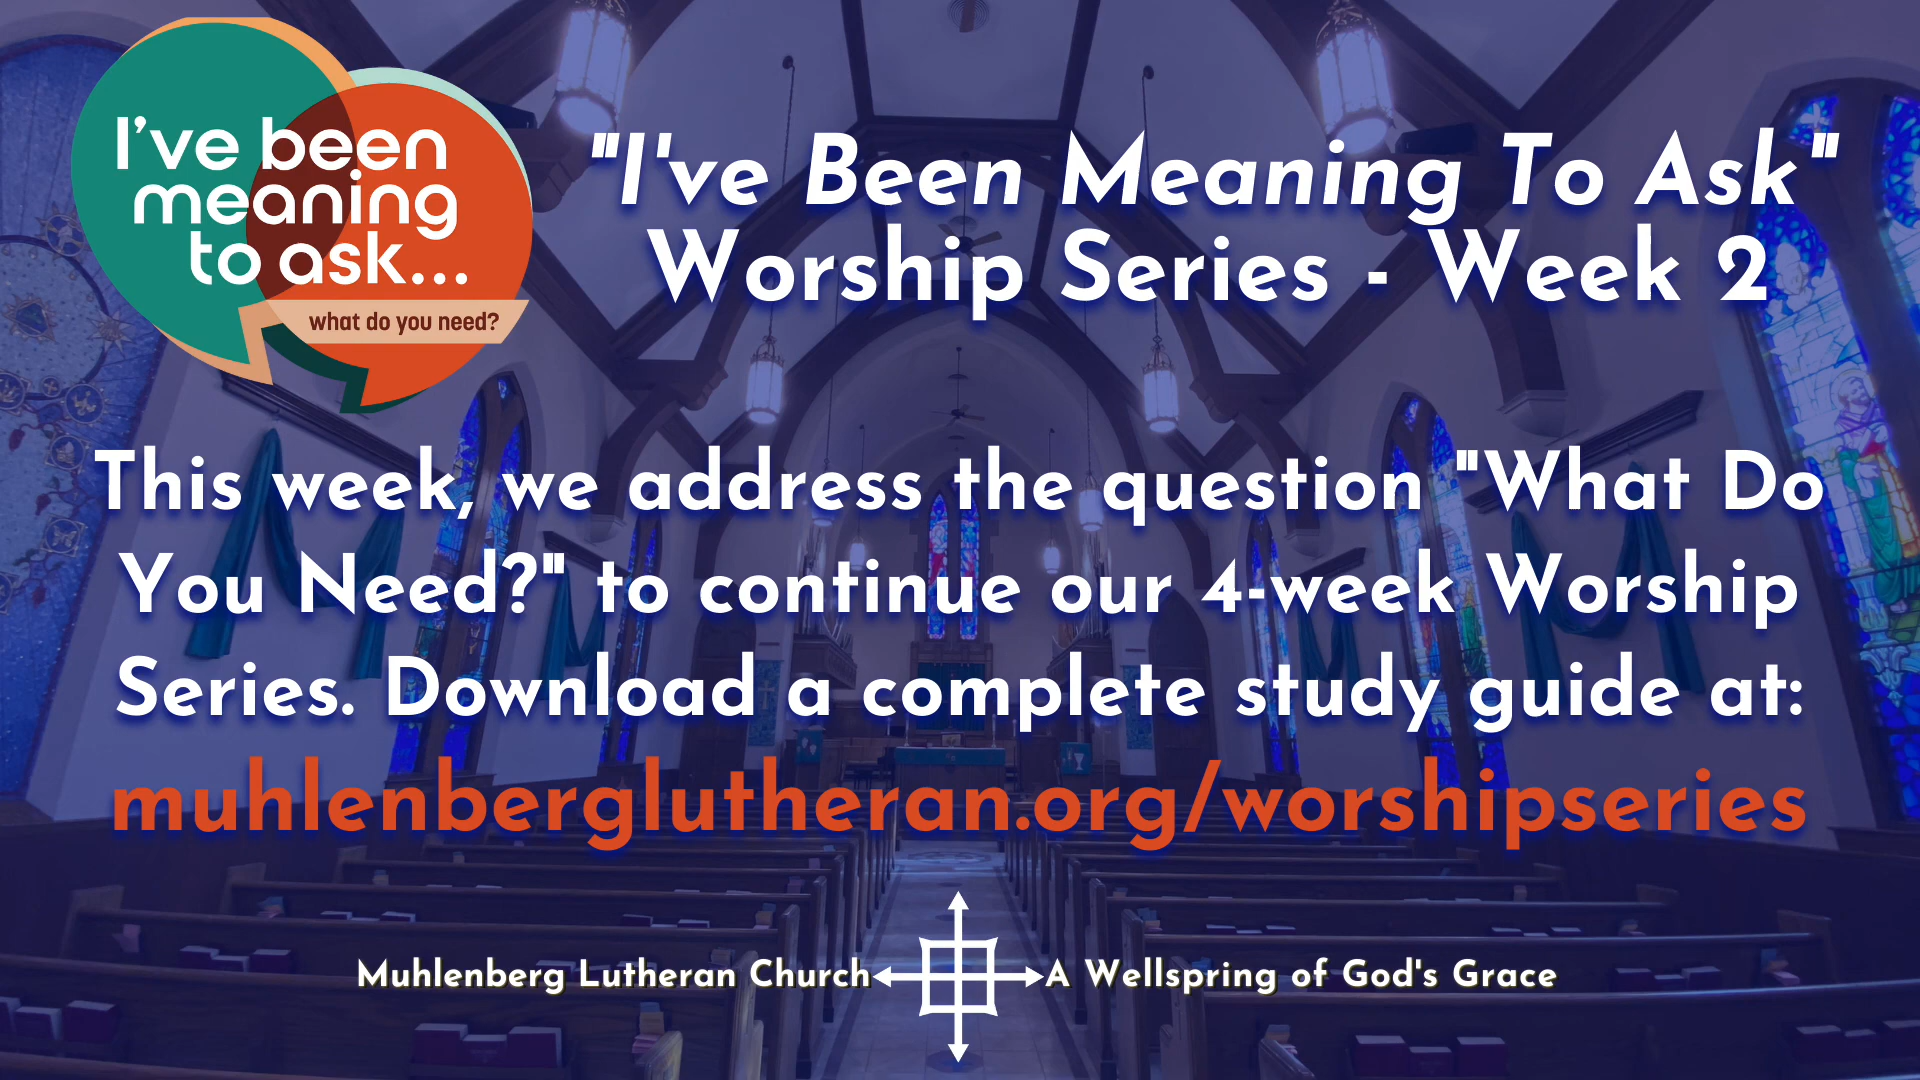 I've been
meaning
to ask...
what do you need?
"I've Been Meaning To Ask"
Worship Series - Week 2
This week, we address the question "What Do
You Need?" to continue our 4-week Worship
Series. Download a complete study guide at:
muhlenberglutheran.org/worshipseries
Muhlenberg Lutheran Church
A Wellspring of God's Grace